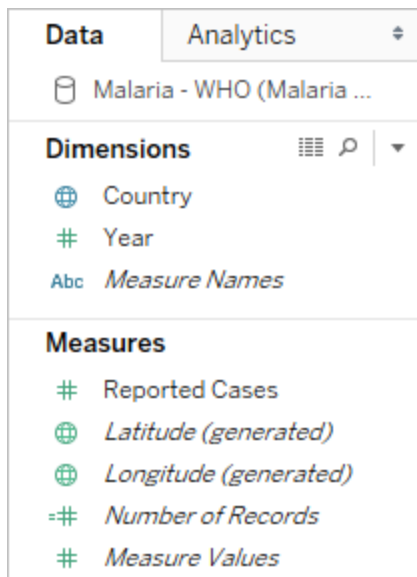 Data Analytics
Malaria - WHO (Malaria ...
Dimensions
Country
# Year
Abc Measure Names
Measures
# Reported Cases
Latitude (generated)
Longitude (generated)
=# Number of Records
# Measure Values